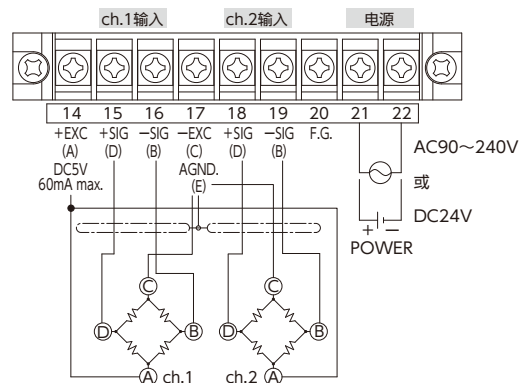 ch.1输入 ch.2输入 电源
14 15 16 17 18 19 20 21 22
+EXC +SIG −SIG −EXC +SIG −SIG F.G.
(A) (D) (B) (C) (D) (B)
DC5V AGND.
60mA max. (E)
AC90～240V
或
DC24V
+ −
POWER
C C
D B D B
A ch.1 ch.2 A